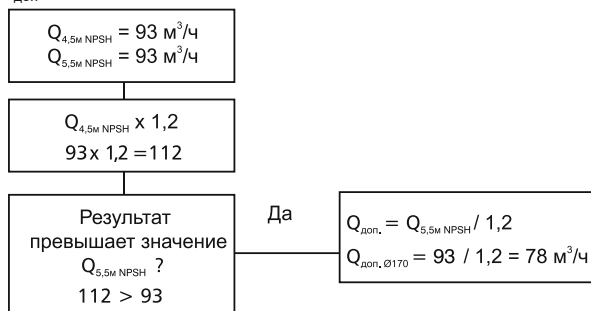 доп
Q4,5м NPSH = 93 м³/ч
Q5,5м NPSH = 93 м³/ч
Q4,5м NPSH x 1,2
93x 1,2 =112
Результат
превышает значение
Q5,5м NPSH ?
112 > 93
Да
Qдоп. = Q5,5м NPSH / 1,2
Qдоп. Ø170 = 93 / 1,2 = 78 м³/ч